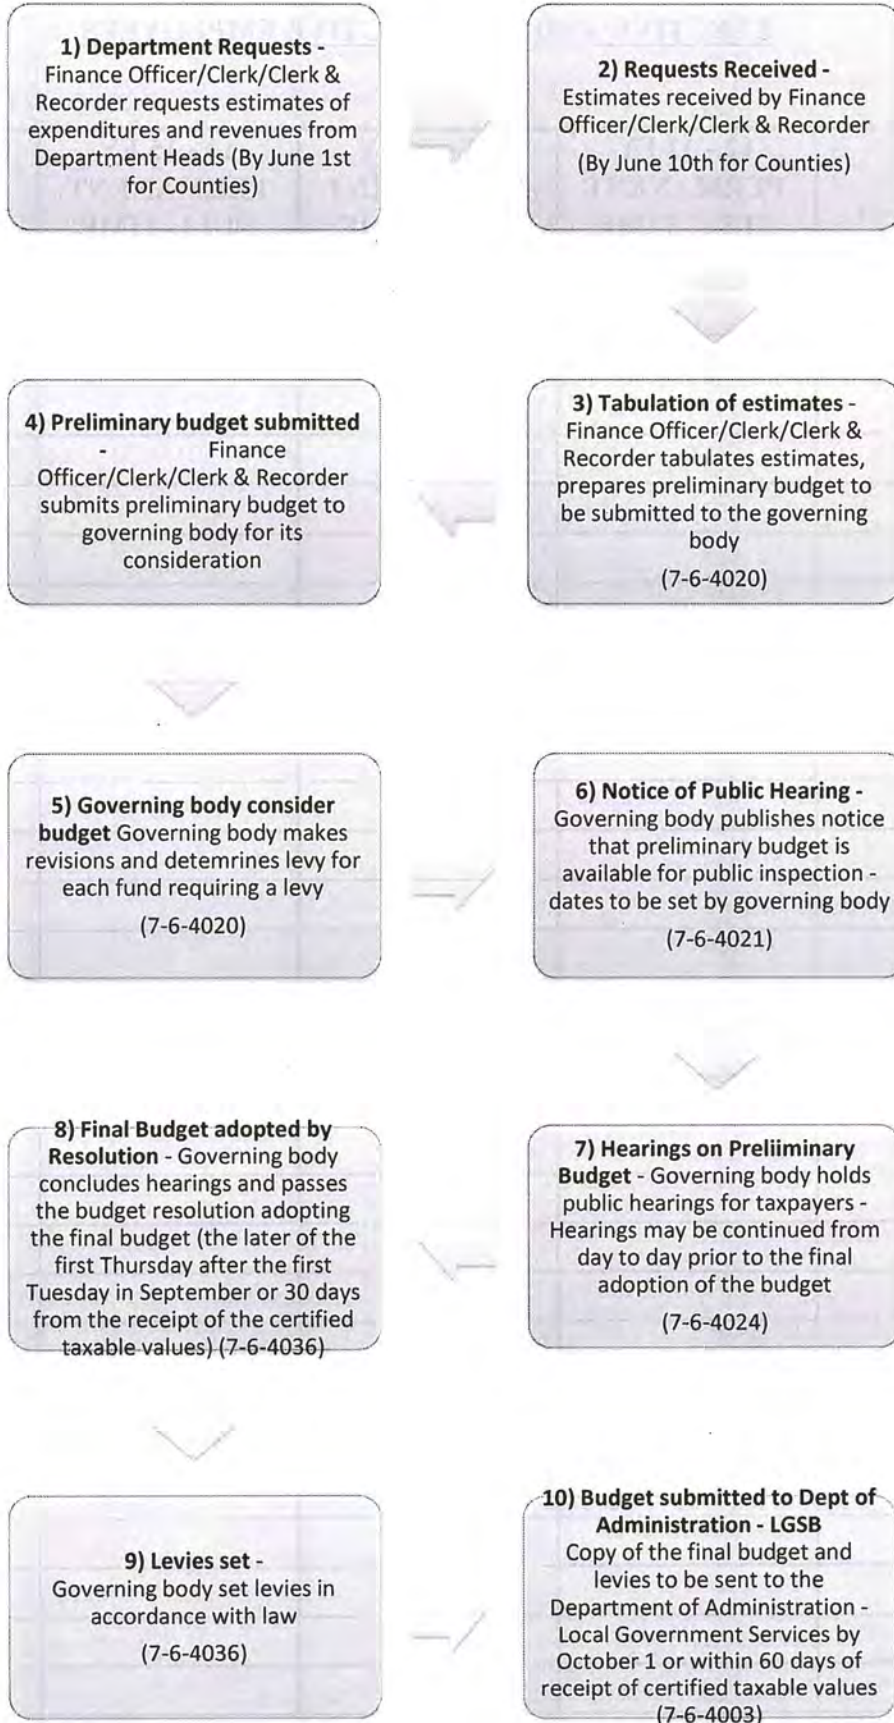 1) Department Requests -
Finance Officer/Clerk/Clerk &
Recorder requests estimates of
expenditures and revenues from
Department Heads (By June 1st
for Counties)
2) Requests Received -
Estimates received by Finance
Officer/Clerk/Clerk & Recorder
(By June 10th for Counties)
3) Tabulation of estimates -
Finance Officer/Clerk/Clerk &
Recorder tabulates estimates,
prepares preliminary budget to
be submitted to the governing
body
(7-6-4020)
4) Preliminary budget submitted
- Finance
Officer/Clerk/Clerk & Recorder
submits preliminary budget to
governing body for its
consideration
5) Governing body consider
budget Governing body makes
revisions and detemrines levy for
each fund requiring a levy
(7-6-4020)
6) Notice of Public Hearing -
Governing body publishes notice
that preliminary budget is
available for public inspection -
dates to be set by governing body
(7-6-4021)
7) Hearings on Preliiminary
Budget - Governing body holds
public hearings for taxpayers -
Hearings may be continued from
day to day prior to the final
adoption of the budget
(7-6-4024)
8) Final Budget adopted by
Resolution - Governing body
concludes hearings and passes
the budget resolution adopting
the final budget (the later of the
first Thursday after the first
Tuesday in September or 30 days
from the receipt of the certified
taxable values) (7-6-4036)
9) Levies set -
Governing body set levies in
accordance with law
(7-6-4036)
10) Budget submitted to Dept of
Administration - LGSB
Copy of the final budget and
levies to be sent to the
Department of Administration -
Local Government Services by
October 1 or within 60 days of
receipt of certified taxable values
(7-6-4003)